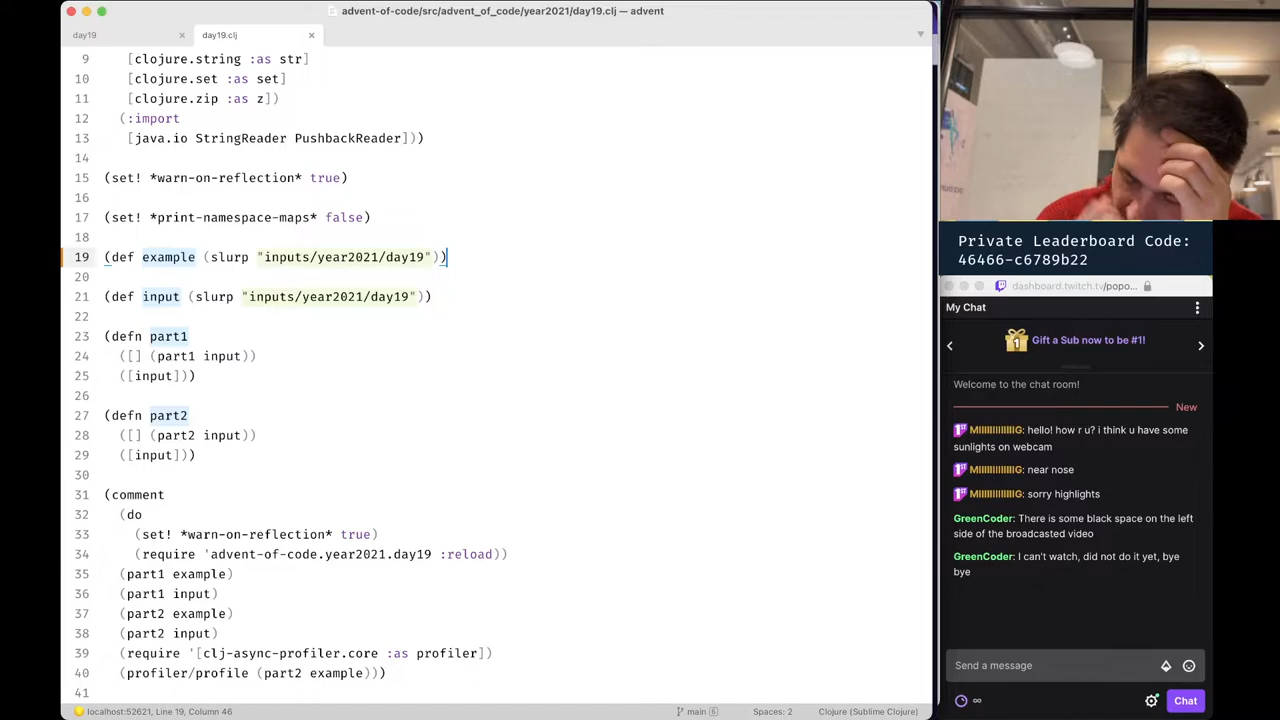 advent-of-code/src/advent_of_code/year2021/day19.clj — advent
day19 ×
day19.clj ×
9 [clojure.string :as str]
10 [clojure.set :as set]
11 [clojure.zip :as z])
12 (:import
13 [java.io StringReader PushbackReader]))
14
15 (set! *warn-on-reflection* true)
16
17 (set! *print-namespace-maps* false)
18
19 (def example (slurp "inputs/year2021/day19"))
20
21 (def input (slurp "inputs/year2021/day19"))
22
23 (defn part1
24 ([] (part1 input))
25 ([input]))
26
27 (defn part2
28 ([] (part2 input))
29 ([input]))
30
31 (comment
32 (do
33 (set! *warn-on-reflection* true)
34 (require 'advent-of-code.year2021.day19 :reload))
35 (part1 example)
36 (part1 input)
37 (part2 example)
38 (part2 input)
39 (require '[clj-async-profiler.core :as profiler])
40 (profiler/profile (part2 example)))
41
localhost:52621, Line 19, Column 46
main 6
Spaces: 2
Clojure (Sublime Clojure)
Private Leaderboard Code:
46466-c6789b22
dashboard.twitch.tv/popo...
My Chat
1
Gift a Sub now to be #1!
Welcome to the chat room!
New
hello! how r u? i think u have some
sunlights on webcam
near nose
sorry highlights
GreenCoder: There is some black space on the left
side of the broadcasted video
GreenCoder: I can't watch, did not do it yet, bye
bye
Send a message
∞
Chat